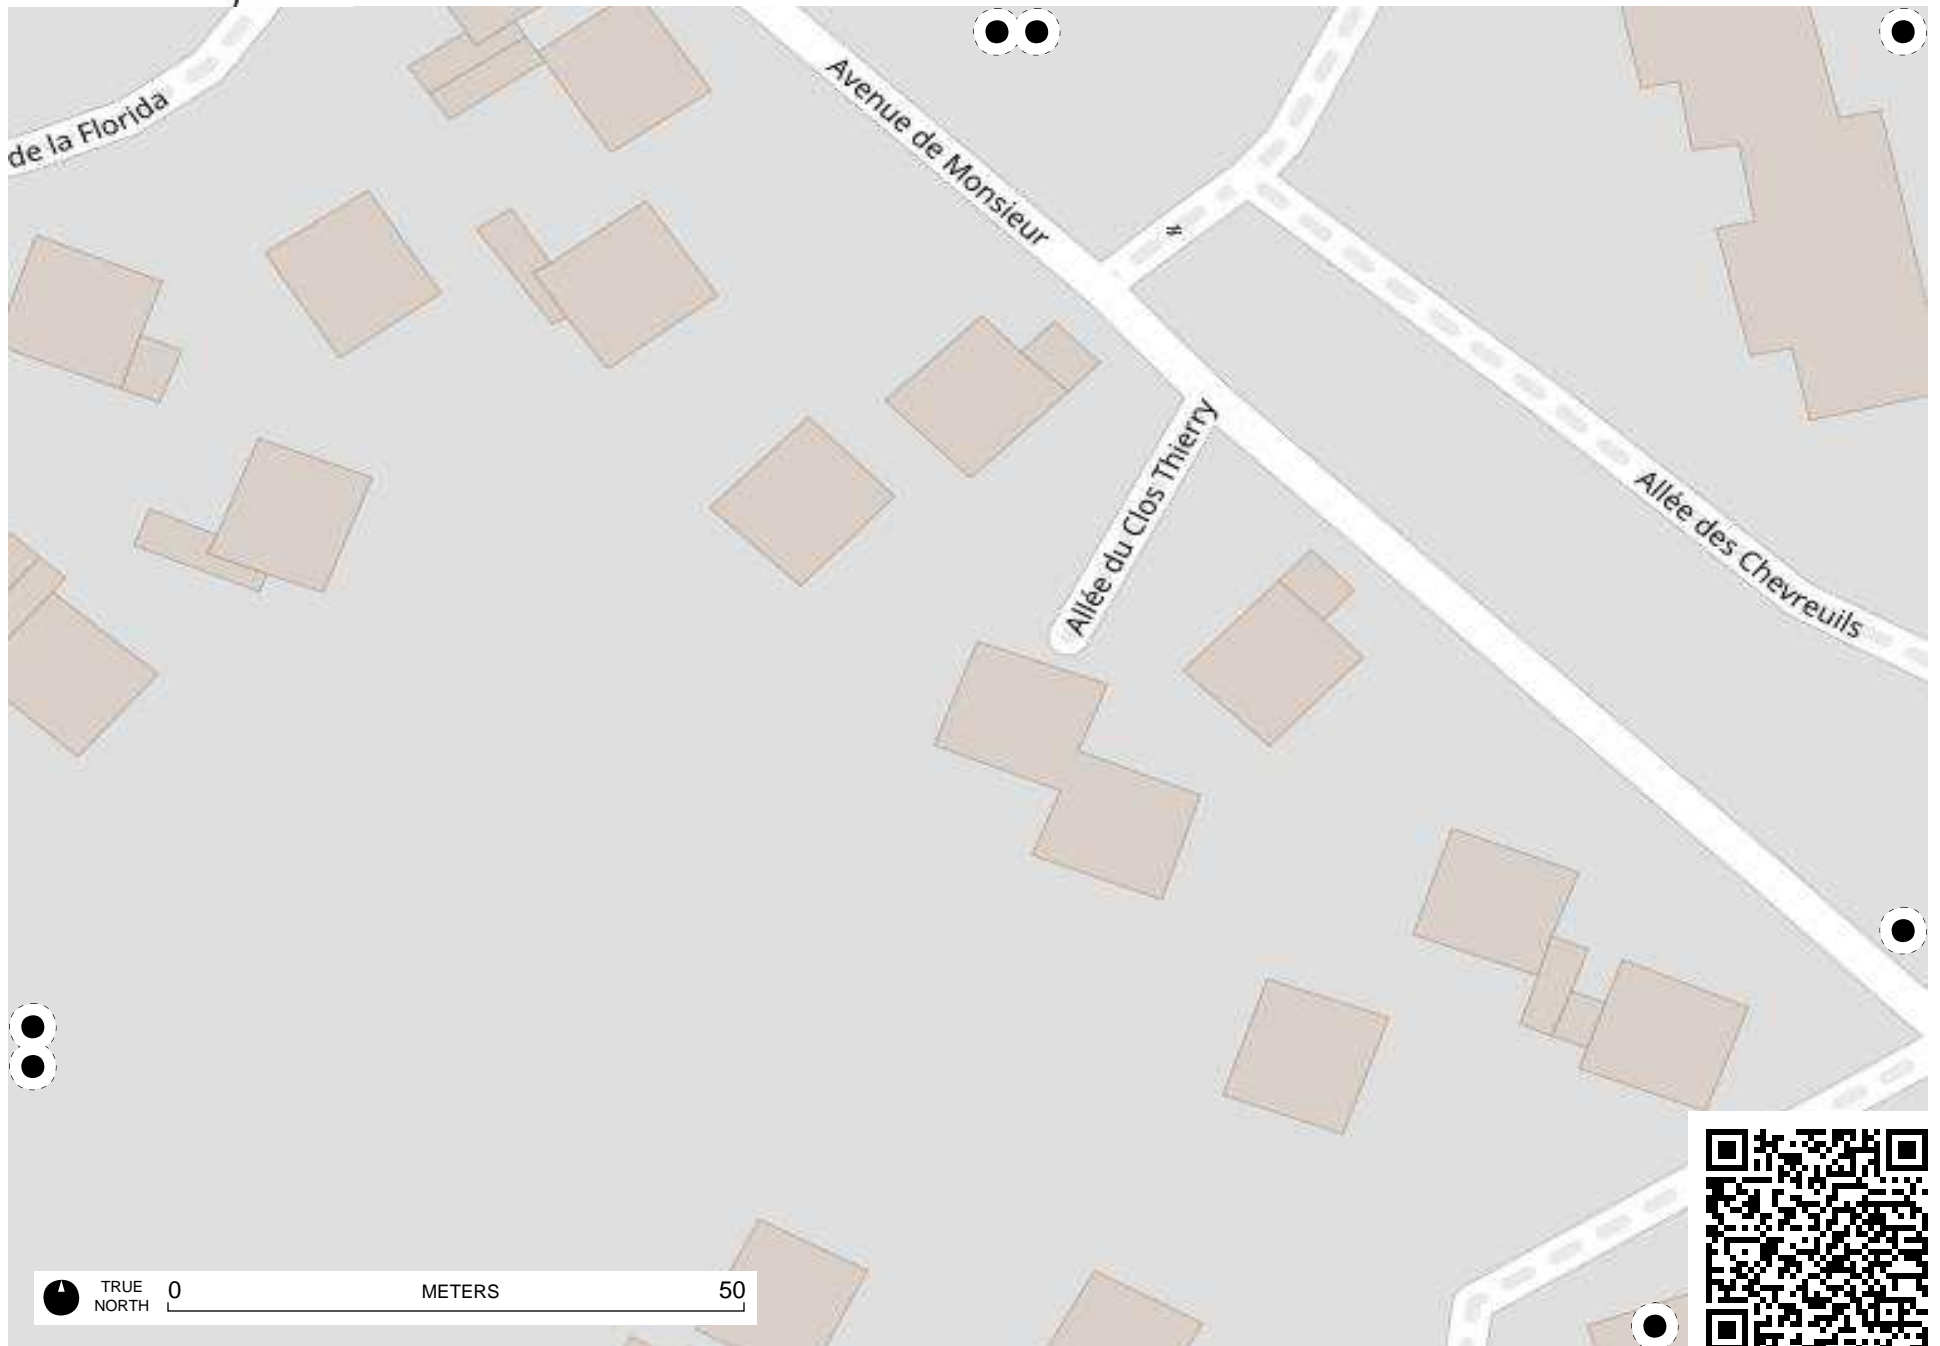 de la Florida
Avenue de Monsieur
Allée du Clos Thierry
Allée des Chevreuils
TRUE
NORTH
0
METERS
50